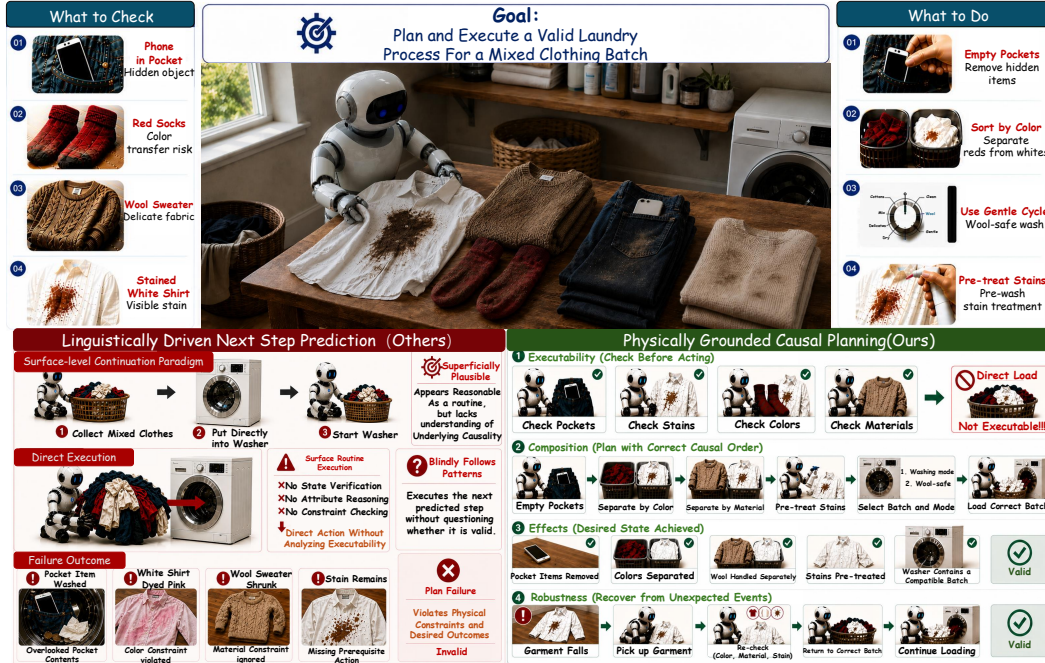 What to Check
01
Phone
in Pocket
Hidden object
02
Red Socks
Color
transfer risk
03
Wool Sweater
Delicate fabric
04
Stained
White Shirt
Visible stain
Goal:
Plan and Execute a Valid Laundry
Process For a Mixed Clothing Batch
What to Do
01
Empty Pockets
Remove hidden
items
02
Sort by Color
Separate
reds from whites
03
Cottons
Clean
Mix
Wool
Delicates
Gentle
Dry
Use Gentle Cycle
Wool-safe wash
04
Pre-treat Stains
Pre-wash
stain treatment
Linguistically Driven Next Step Prediction (Others)
Surface-level Continuation Paradigm
1 Collect Mixed Clothes
2 Put Directly
into Washer
3 Start Washer
Superficially
Plausible
Appears Reasonable
As a routine,
but lacks
understanding of
Underlying Causality
Direct Execution
Surface Routine
Execution
No State Verification
No Attribute Reasoning
No Constraint Checking
Direct Action Without
Analyzing Executability
Blindly Follows
Patterns
Executes the next
predicted step
without questioning
whether it is valid.
Failure Outcome
Pocket Item
Washed
Overlooked Pocket
Contents
White Shirt
Dyed Pink
Color Constraint
violated
Wool Sweater
Shrunk
Material Constraint
ignored
Stain Remains
Missing Prerequisite
Action
Plan Failure
Violates Physical
Constraints and
Desired Outcomes
Invalid
Physically Grounded Causal Planning(Ours)
1 Executability (Check Before Acting)
Check Pockets
Check Stains
Check Colors
Check Materials
Direct Load
Not Executable!!!
2 Composition (Plan with Correct Causal Order)
Empty Pockets
Separate by Color
Separate by Material
Pre-treat Stains
1. Washing mode
2. Wool-safe
Select Batch and Mode
Load Correct Batch
3 Effects (Desired State Achieved)
Pocket Items Removed
Colors Separated
Wool Handled Separately
Stains Pre-treated
Washer Contains a
Compatible Batch
Valid
4 Robustness (Recover from Unexpected Events)
Garment Falls
Pick up Garment
Re-check
(Color, Material, Stain)
Return to Correct Batch
Continue Loading
Valid